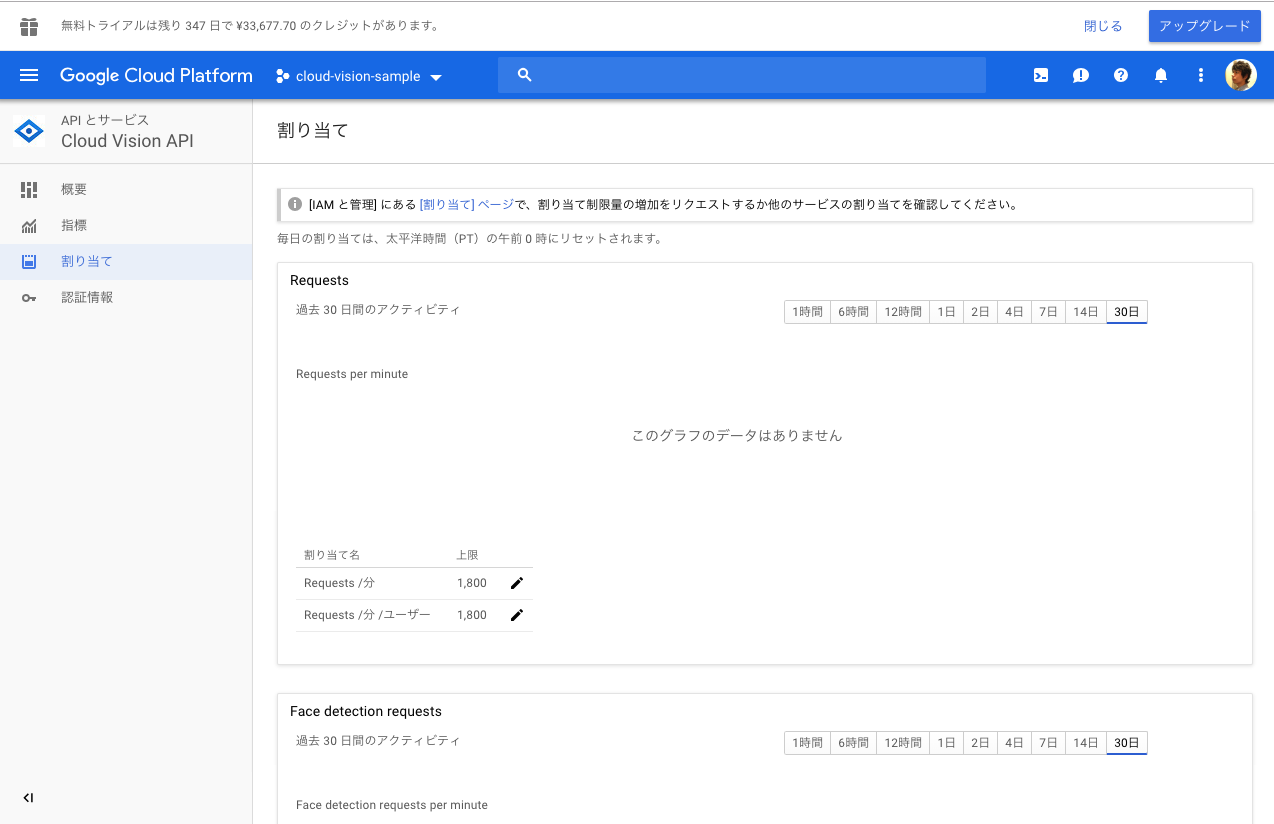 無料トライアルは残り 347 日で ¥33,677.70 のクレジットがあります。
閉じる
アップグレード
Google Cloud Platform
cloud-vision-sample
API とサービス
Cloud Vision API
概要
指標
割り当て
認証情報
割り当て
[IAM と管理] にある [割り当て] ページで、割り当て制限量の増加をリクエストするか他のサービスの割り当てを確認してください。
毎日の割り当ては、太平洋時間（PT）の午前 0 時にリセットされます。
Requests
過去 30 日間のアクティビティ
1時間 6時間 12時間 1日 2日 4日 7日 14日 30日
Requests per minute
このグラフのデータはありません
割り当て名 上限
Requests /分 1,800
Requests /分 /ユーザー 1,800
Face detection requests
過去 30 日間のアクティビティ
1時間 6時間 12時間 1日 2日 4日 7日 14日 30日
Face detection requests per minute